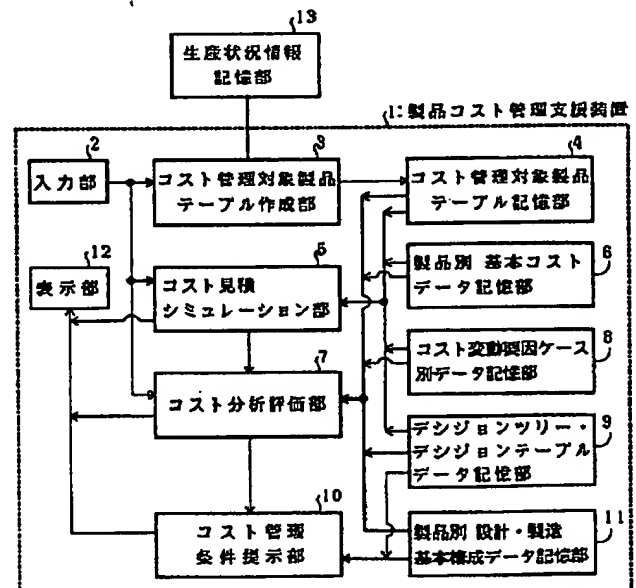 13
生産状況情報
記憶部
1:製品コスト管理支援装置
2
入力部
3
コスト管理対象製品
テーブル作成部
4
コスト管理対象製品
テーブル記憶部
12
表示部
5
コスト見積
シミュレーション部
6
製品別 基本コスト
データ記憶部
7
コスト分析評価部
8
コスト変動要因ケース
別データ記憶部
9
デシジョンツリー・
デシジョンテーブル
データ記憶部
10
コスト管理
条件提示部
11
製品別 設計・製造
基本構成データ記憶部